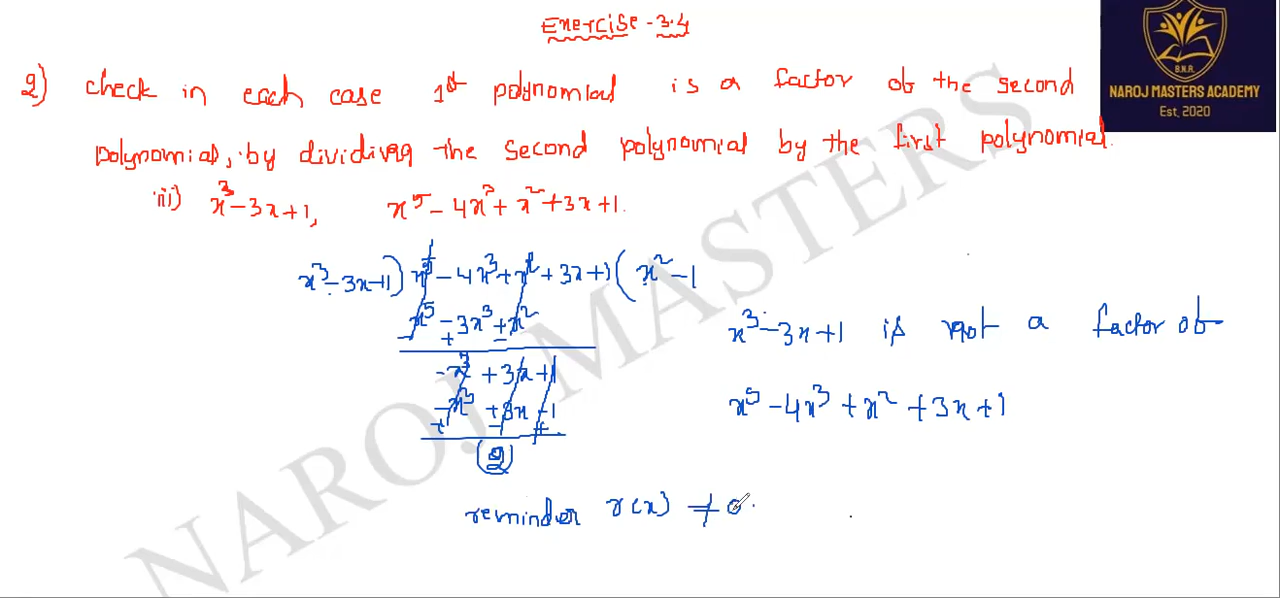 Exercise - 3.4
B.N.R.
NAROJ MASTERS ACADEMY
Est, 2020
2) check in each case 1st polynomial is a factor of the second
polynomial, by dividing the second polynomial by the first polynomial.
iii) x³ - 3x + 1, x⁵ - 4x³ + x² + 3x + 1.
x³ - 3x + 1) x⁵ - 4x³ + x² + 3x + 1 ( x² - 1
x⁵ - 3x³ + x²
- + -
- x³ + 3x + 1
- x³ + 3x - 1
+ - +
2
reminder r(x) ≠ 0.
x³ - 3x + 1 is not a factor of
x⁵ - 4x³ + x² + 3x + 1
NAROJ MASTERS